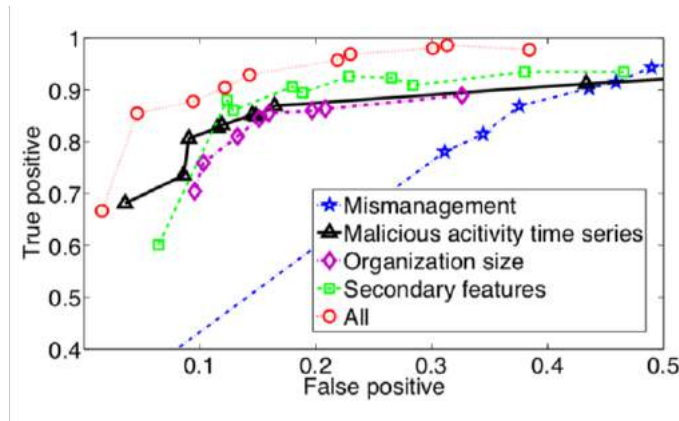 1
0.9
0.8
0.7
0.6
0.5
0.4
True positive
Mismanagement
Malicious acitivity time series
Organization size
Secondary features
All
0.1 0.2 0.3 0.4 0.5
False positive